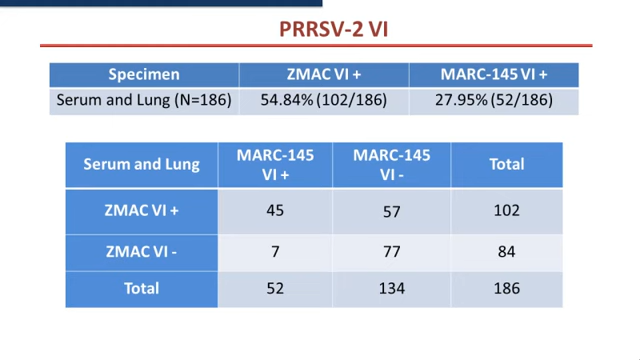 PRRSV-2 VI
Specimen ZMAC VI + MARC-145 VI +
Serum and Lung (N=186) 54.84% (102/186) 27.95% (52/186)
Serum and Lung MARC-145 VI + MARC-145 VI - Total
ZMAC VI + 45 57 102
ZMAC VI - 7 77 84
Total 52 134 186